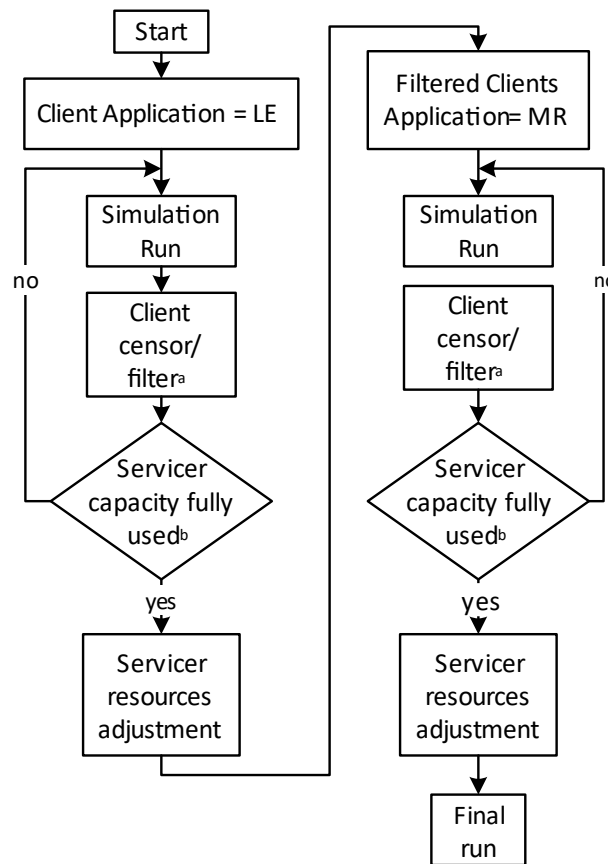 Start
Client Application = LE
Simulation
Run
no
Client
censor/
filterᵃ
Servicer
capacity fully
usedᵇ
yes
Servicer
resources
adjustment
Filtered Clients
Application= MR
Simulation
Run
no
Client
censor/
filterᵃ
Servicer
capacity fully
usedᵇ
yes
Servicer
resources
adjustment
Final
run